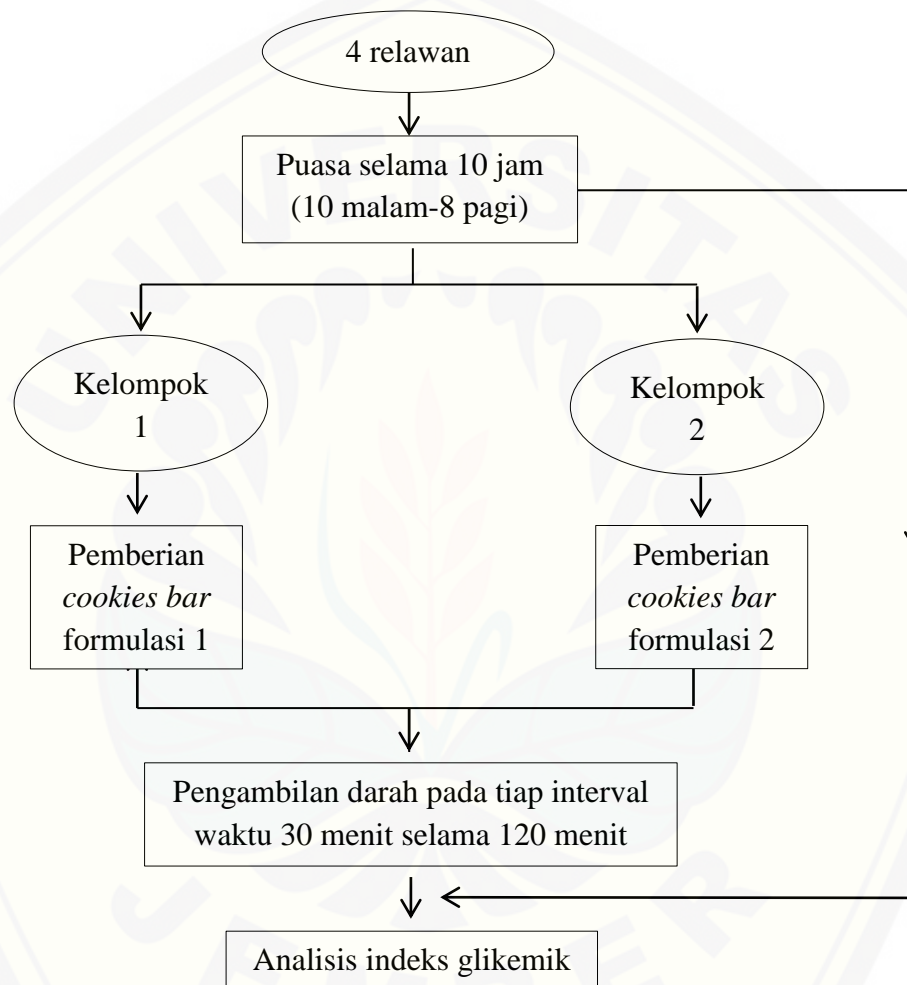 4 relawan
Puasa selama 10 jam
(10 malam-8 pagi)
Kelompok
1
Kelompok
2
Pemberian
cookies bar
formulasi 1
Pemberian
cookies bar
formulasi 2
Pengambilan darah pada tiap interval
waktu 30 menit selama 120 menit
Analisis indeks glikemik
UNIVERSITAS
JEMBER